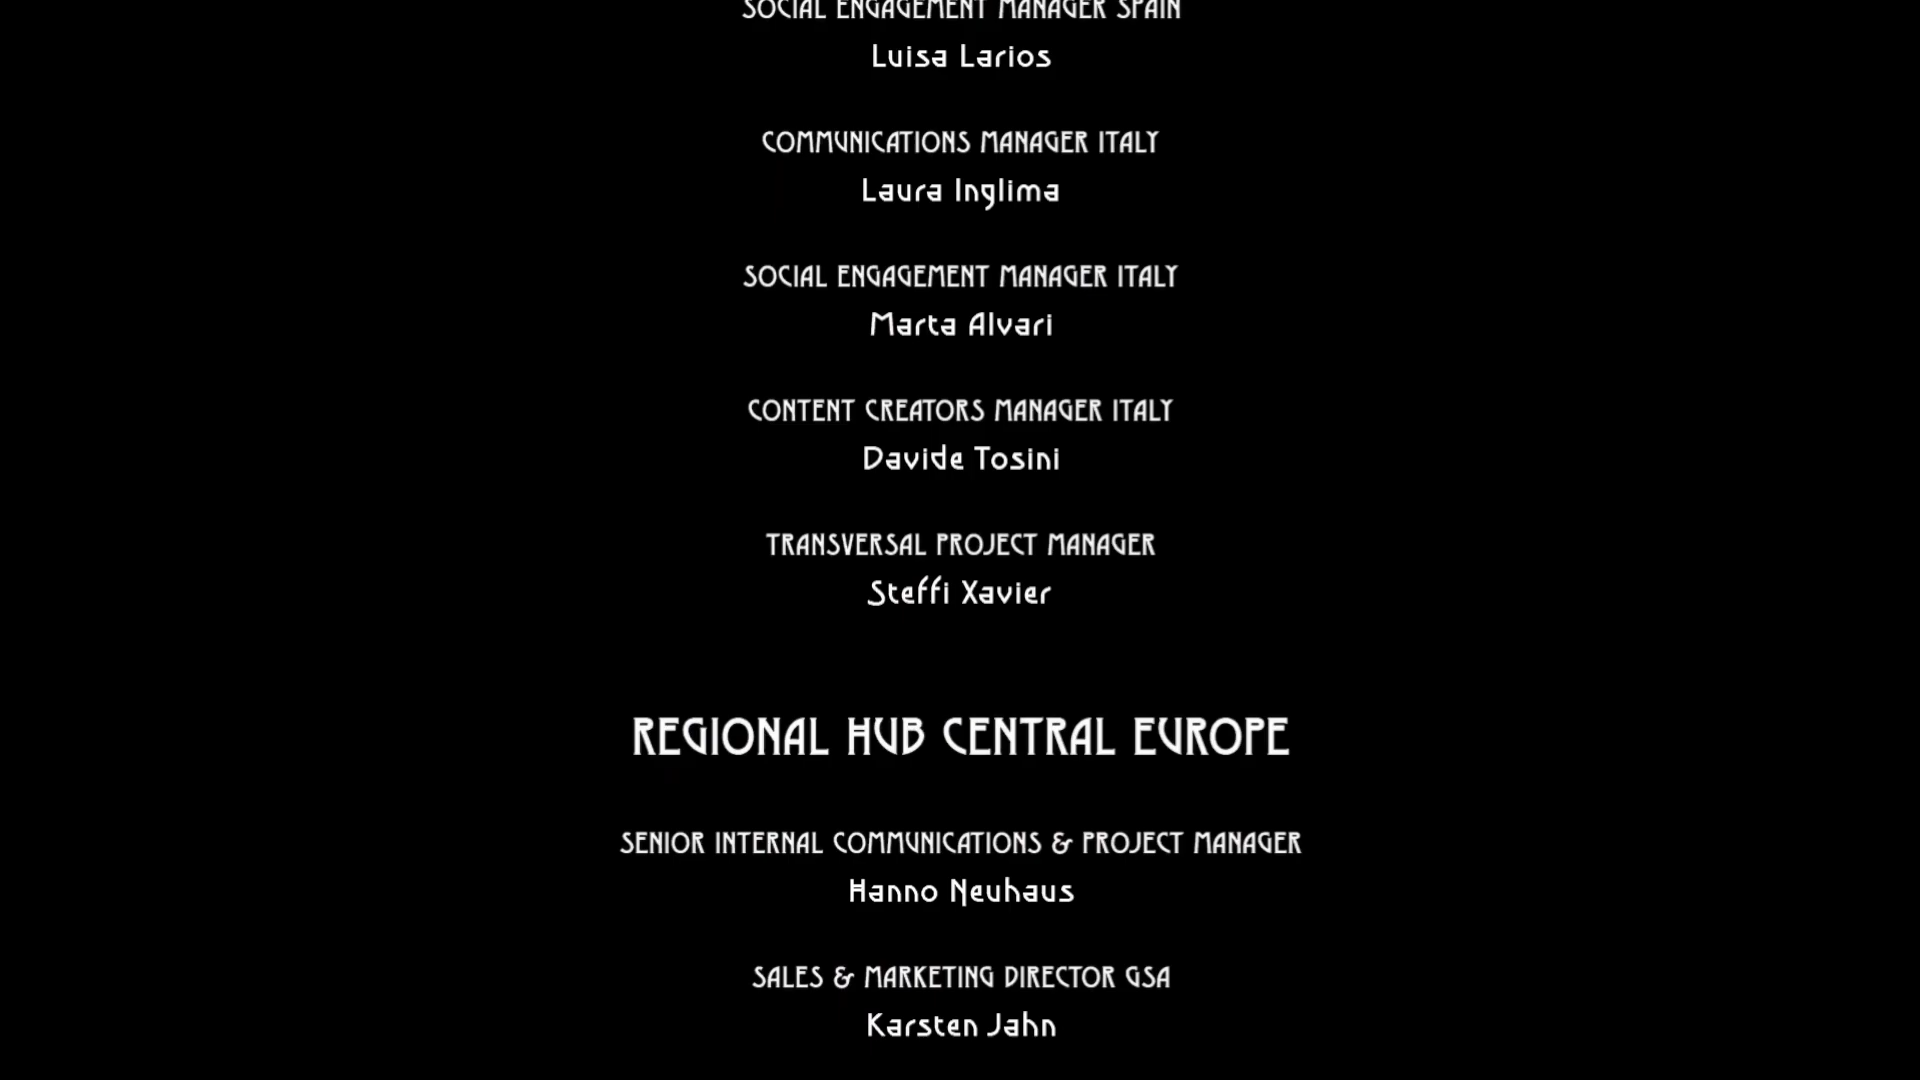 SOCIAL ENGAGEMENT MANAGER SPAIN
Luisa Larios
COMMUNICATIONS MANAGER ITALY
Laura Inglima
SOCIAL ENGAGEMENT MANAGER ITALY
Marta Alvari
CONTENT CREATORS MANAGER ITALY
Davide Tosini
TRANSVERSAL PROJECT MANAGER
Steffi Xavier
REGIONAL HUB CENTRAL EUROPE
SENIOR INTERNAL COMMUNICATIONS & PROJECT MANAGER
Hanno Neuhaus
SALES & MARKETING DIRECTOR GSA
Karsten Jahn